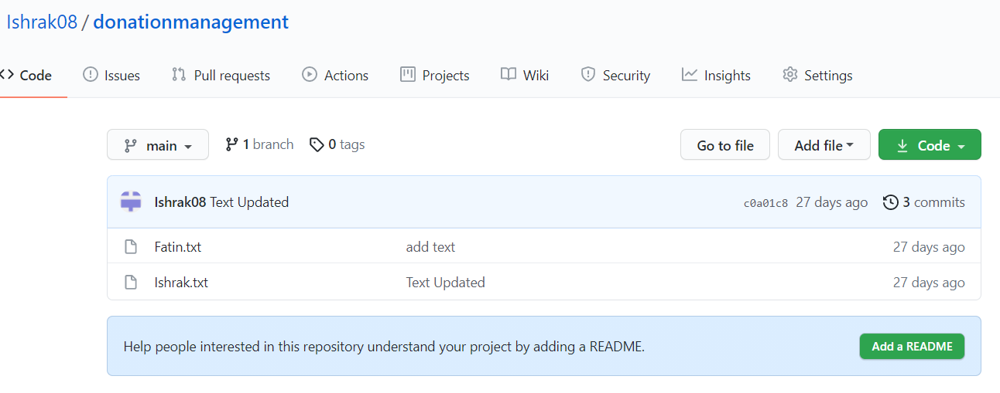 Ishrak08 / donationmanagement
<> Code Issues Pull requests Actions Projects Wiki Security Insights Settings
main 1 branch 0 tags Go to file Add file Code
Ishrak08 Text Updated c0a01c8 27 days ago 3 commits
Fatin.txt add text 27 days ago
Ishrak.txt Text Updated 27 days ago
Help people interested in this repository understand your project by adding a README. Add a README